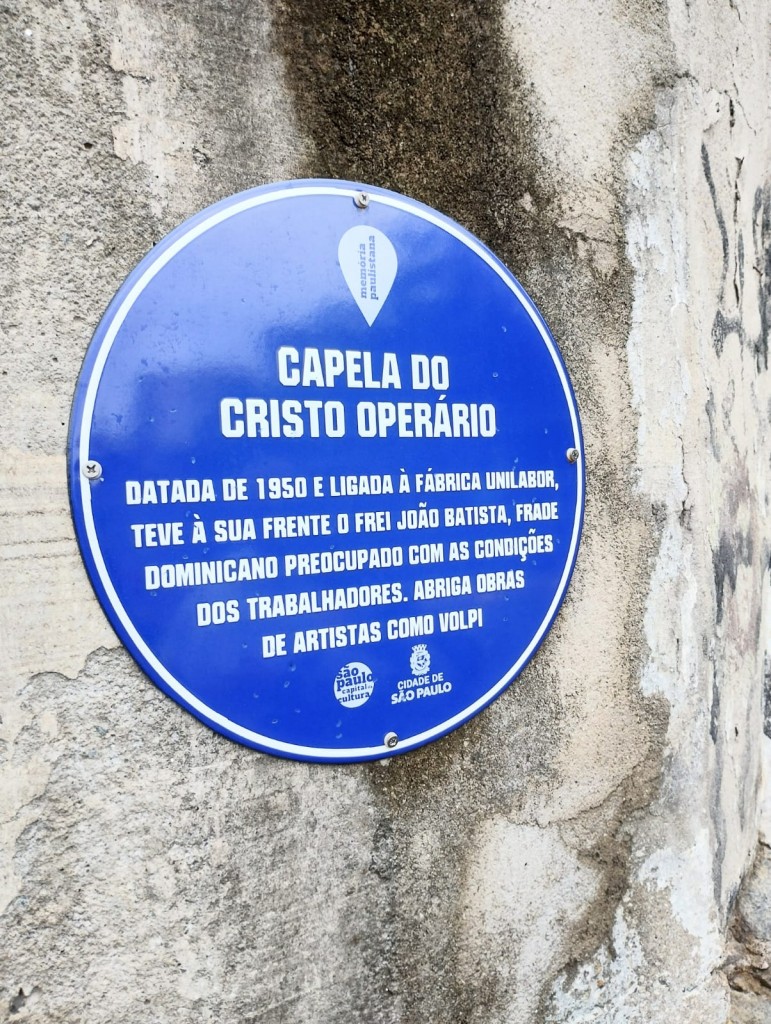 memória
paulistana
CAPELA DO
CRISTO OPERÁRIO
DATADA DE 1950 E LIGADA À FÁBRICA UNILABOR,
TEVE À SUA FRENTE O FREI JOÃO BATISTA, FRADE
DOMINICANO PREOCUPADO COM AS CONDIÇÕES
DOS TRABALHADORES. ABRIGA OBRAS
DE ARTISTAS COMO VOLPI
são
paulo
capital da
cultura
CIDADE DE
SÃO PAULO